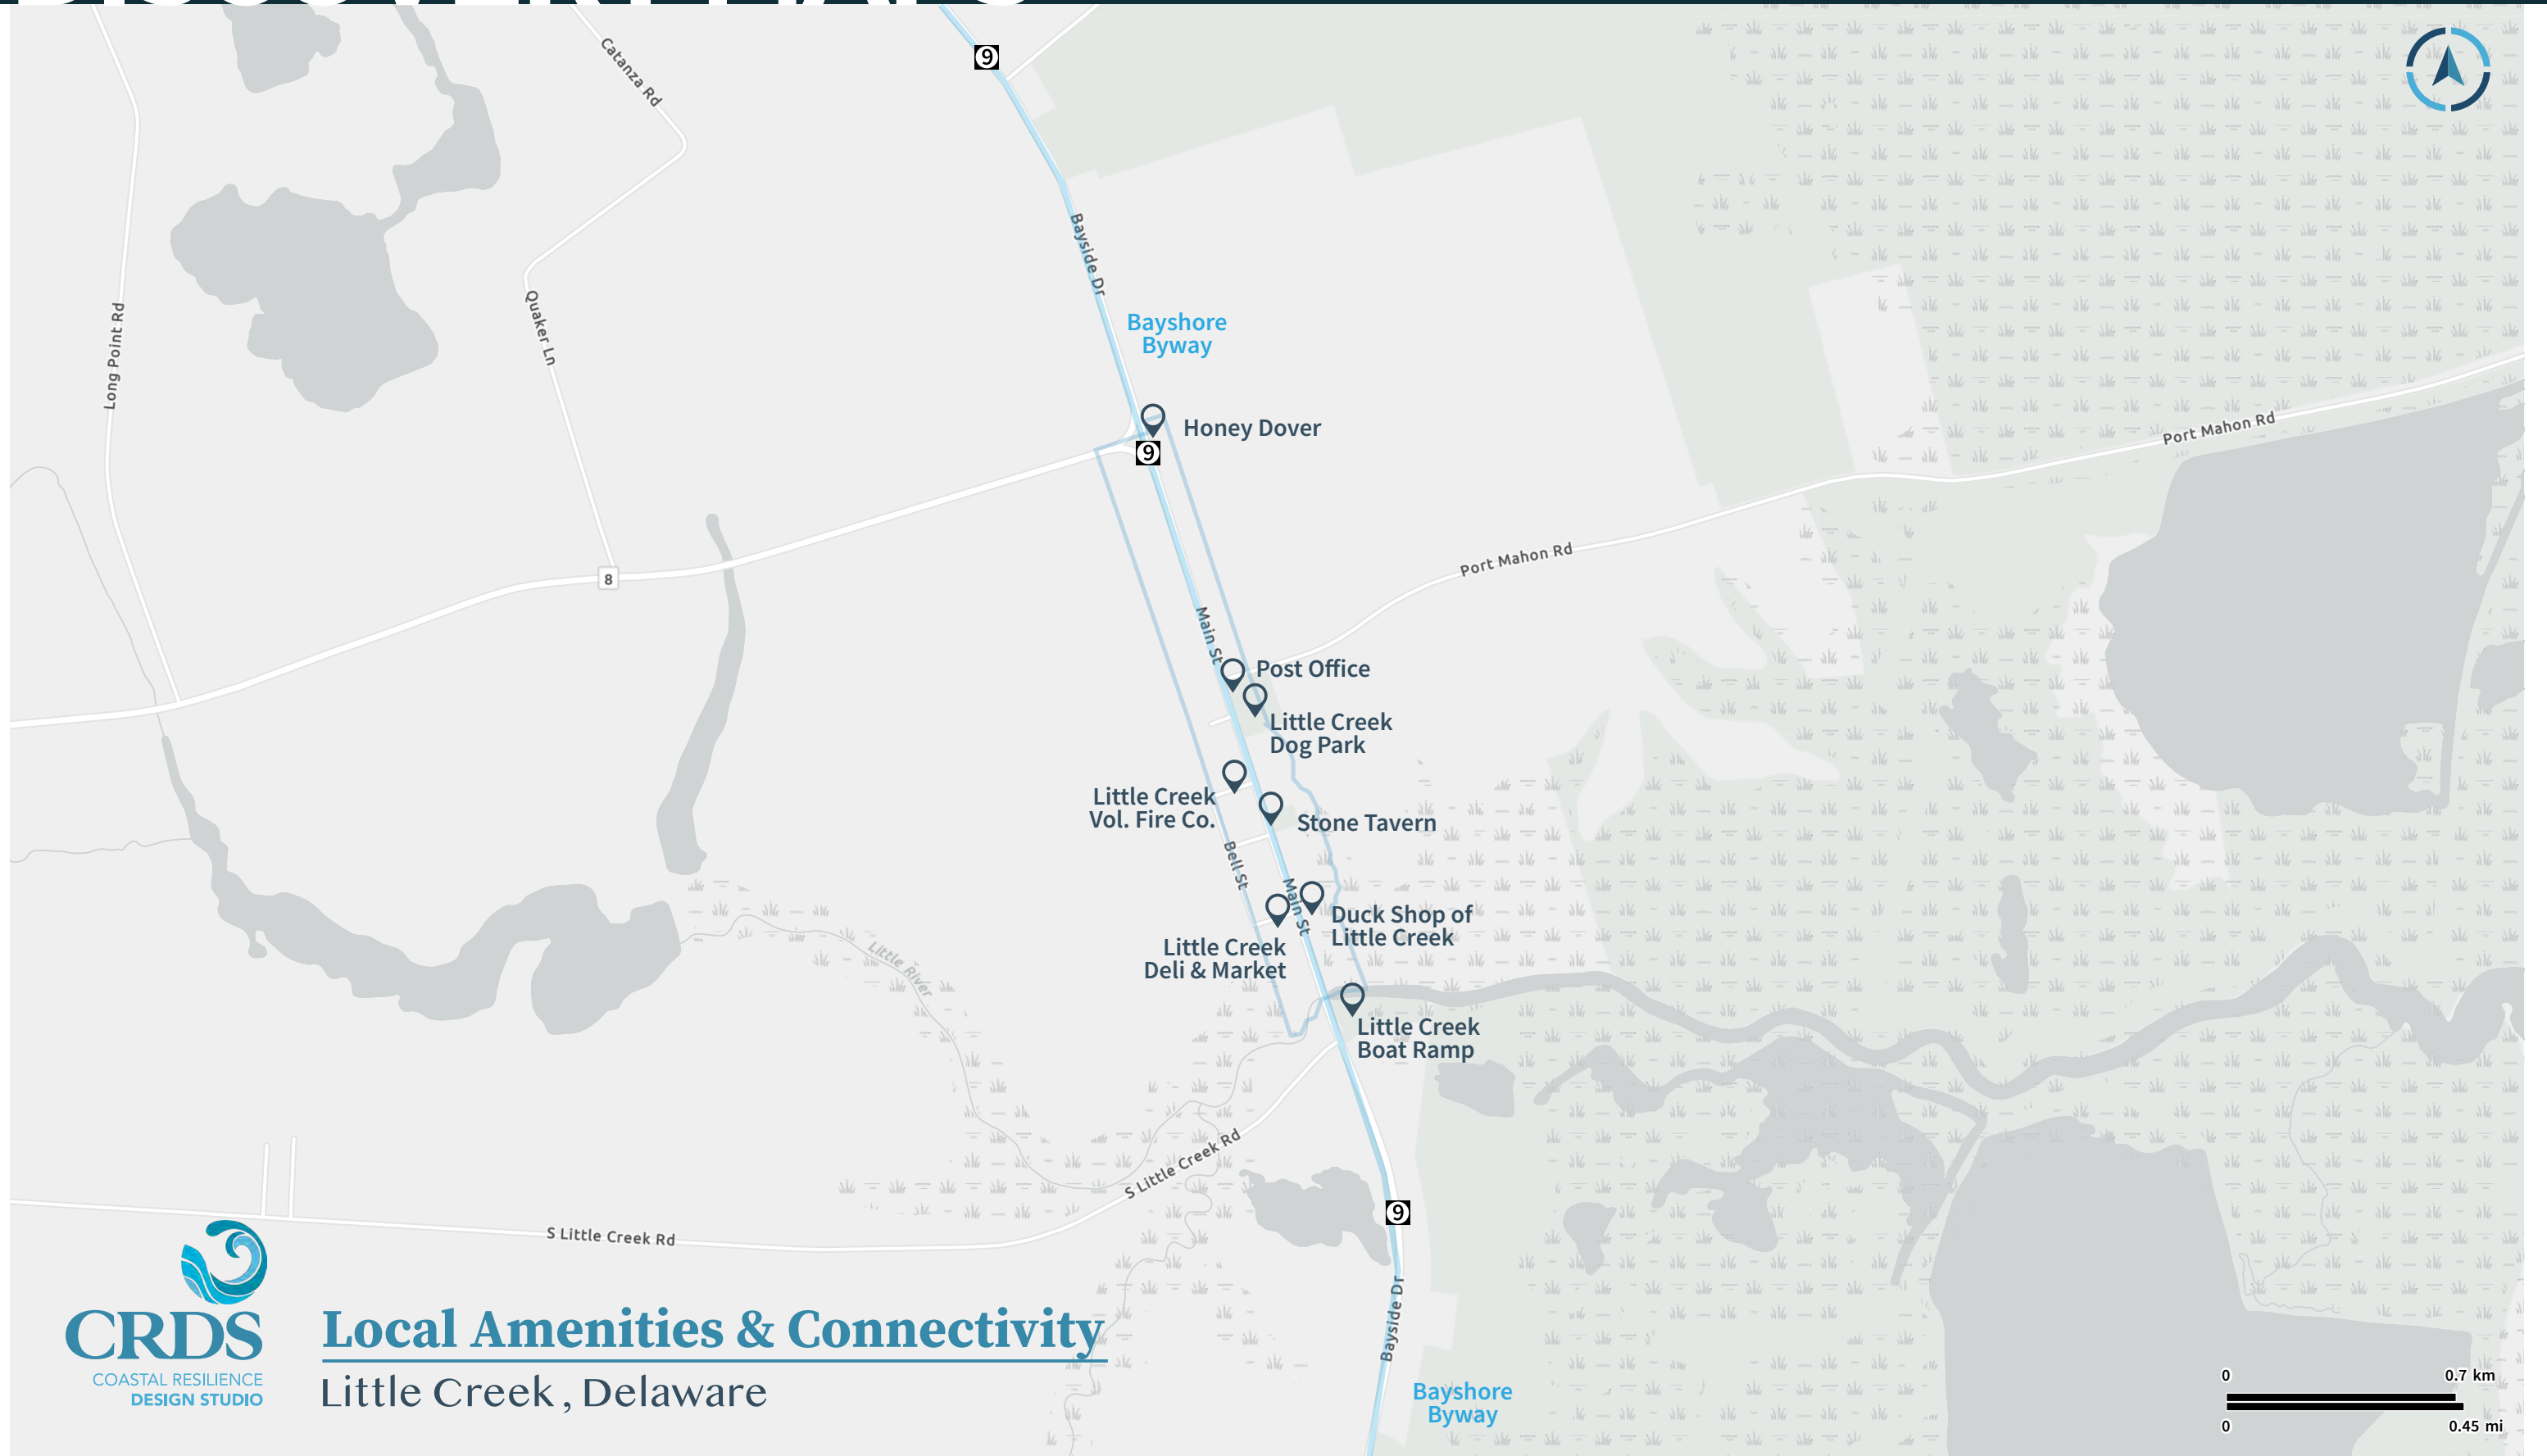 9
Catanza Rd
Bayside Dr
Long Point Rd
Quaker Ln
Bayshore
Byway
Honey Dover
9
Port Mahon Rd
Port Mahon Rd
8
Main St
Post Office
Little Creek
Dog Park
Little Creek
Vol. Fire Co.
Stone Tavern
Bell St
Main St
Duck Shop of
Little Creek
Little Creek
Deli & Market
Little River
Little Creek
Boat Ramp
S Little Creek Rd
9
S Little Creek Rd
Bayside Dr
CRDS
COASTAL RESILIENCE
DESIGN STUDIO
Local Amenities & Connectivity
Little Creek, Delaware
Bayshore
Byway
0 0.7 km
0 0.45 mi